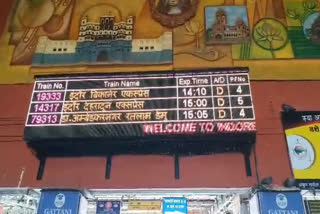 Train No. Train Name Exp.Time A/D P.F No.
19333 इंदौर बिकानेर एक्सप्रेस 14:10 D 4
14317 इंदौर देहरादून एक्सप्रेस 15:00 D 5
79313 डा.अम्बेडकरनगर रतलाम डेमू 15:05 D 4
WELCOME TO INDORE
GATTANI
GATTANI